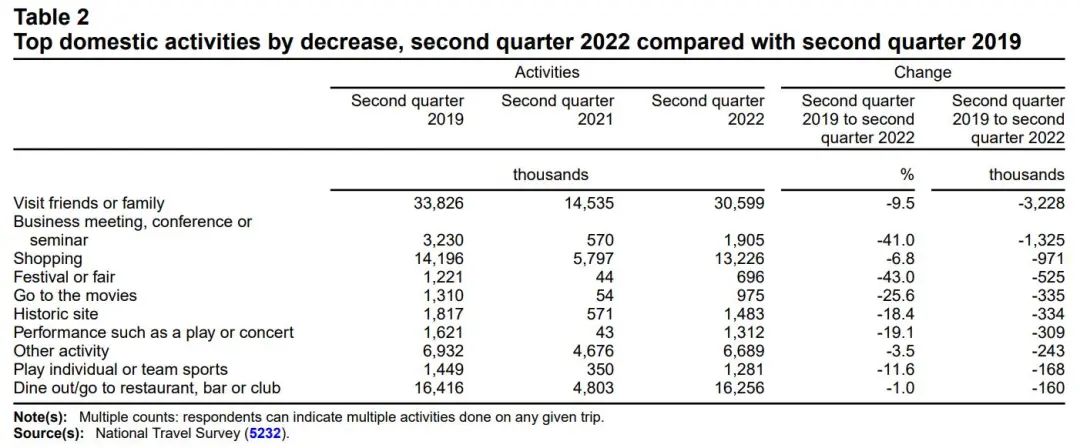 Table 2
Top domestic activities by decrease, second quarter 2022 compared with second quarter 2019
Activities Change
Second quarter Second quarter Second quarter Second quarter Second quarter
2019 2021 2022 2019 to second 2019 to second
quarter 2022 quarter 2022
thousands % thousands
Visit friends or family 33,826 14,535 30,599 -9.5 -3,228
Business meeting, conference or
seminar 3,230 570 1,905 -41.0 -1,325
Shopping 14,196 5,797 13,226 -6.8 -971
Festival or fair 1,221 44 696 -43.0 -525
Go to the movies 1,310 54 975 -25.6 -335
Historic site 1,817 571 1,483 -18.4 -334
Performance such as a play or concert 1,621 43 1,312 -19.1 -309
Other activity 6,932 4,676 6,689 -3.5 -243
Play individual or team sports 1,449 350 1,281 -11.6 -168
Dine out/go to restaurant, bar or club 16,416 4,803 16,256 -1.0 -160
Note(s): Multiple counts: respondents can indicate multiple activities done on any given trip.
Source(s): National Travel Survey (5232).